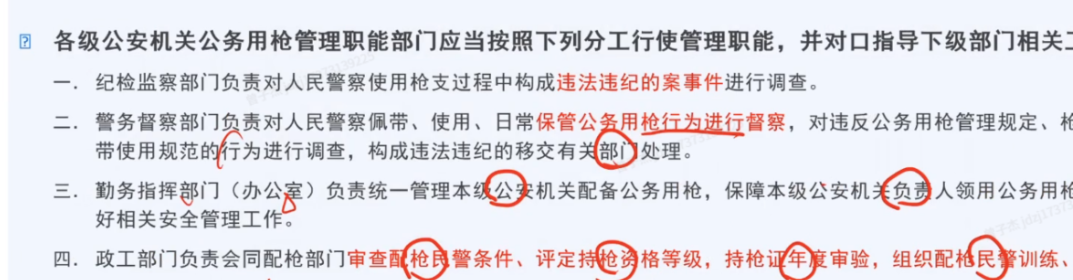 各级公安机关公务用枪管理职能部门应当按照下列分工行使管理职能，并对口指导下级部门相关
一．纪检监察部门负责对人民警察使用枪支过程中构成违法违纪的案事件进行调查。
二．警务督察部门负责对人民警察佩带、使用、日常保管公务用枪行为进行督察，对违反公务用枪管理规定、枪
带使用规范的行为进行调查，构成违法违纪的移交有关部门处理。
三．勤务指挥部门（办公室）负责统一管理本级公安机关配备公务用枪，保障本级公安机关负责人领用公务用枪
好相关安全管理工作。
四．政工部门负责会同配枪部门审查配枪民警条件、评定持枪资格等级，持枪证年度审验，组织配枪民警训练、